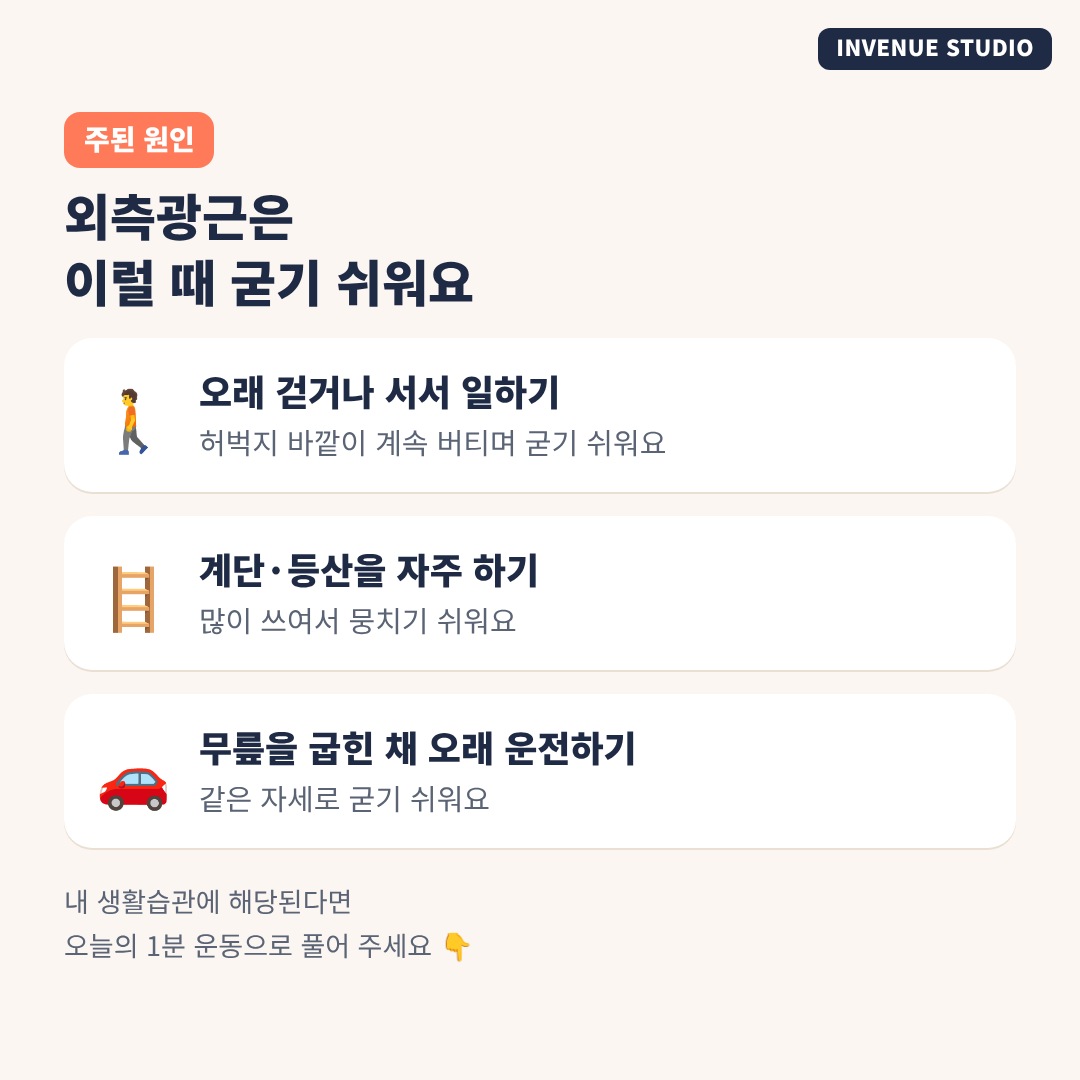 INVENUE STUDIO
주된 원인
외측광근은
이럴 때 굳기 쉬워요
오래 걷거나 서서 일하기
허벅지 바깥이 계속 버티며 굳기 쉬워요
계단·등산을 자주 하기
많이 쓰여서 뭉치기 쉬워요
무릎을 굽힌 채 오래 운전하기
같은 자세로 굳기 쉬워요
내 생활습관에 해당된다면
오늘의 1분 운동으로 풀어 주세요 👇